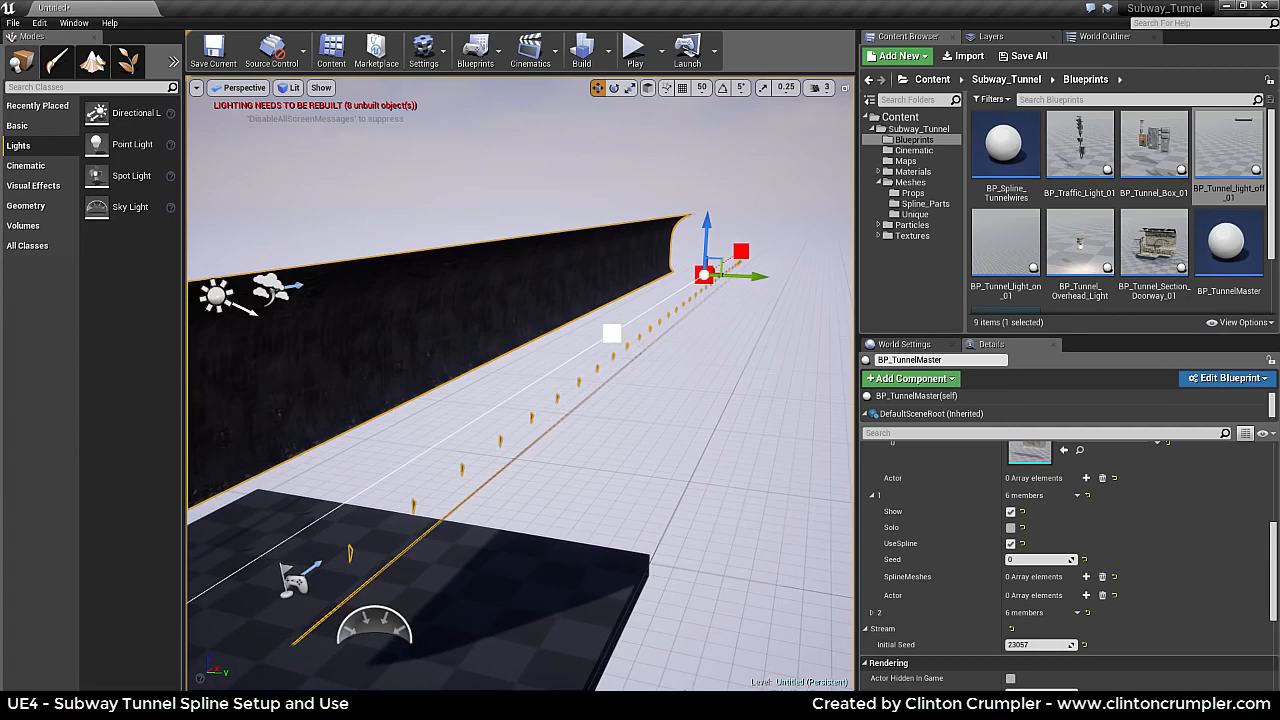 Untitled*
Subway_Tunnel
File Edit Window Help
Search For Help
Modes
Save Current
Source Control
Content
Marketplace
Settings
Blueprints
Cinematics
Build
Play
Launch
Search Classes
Recently Placed
Basic
Lights
Cinematic
Visual Effects
Geometry
Volumes
All Classes
Directional L
Point Light
Spot Light
Sky Light
Perspective
Lit
Show
50
5°
0.25
3
LIGHTING NEEDS TO BE REBUILT (8 unbuilt object(s))
'DisableAllScreenMessages' to suppress.
Level: Untitled (Persistent)
Content Browser
Layers
World Outliner
Add New
Import
Save All
Content Subway_Tunnel Blueprints
Search Folders
Filters
Search Blueprints
Content
Subway_Tunnel
Blueprints
Cinematic
Maps
Materials
Meshes
Props
Spline_Parts
Unique
Particles
Textures
BP_Spline_
Tunnelwires
BP_Traffic_Light_01
BP_Tunnel_Box_01
BP_Tunnel_light_off
_01
BP_Tunnel_light_on
_01
BP_Tunnel_
Overhead_Light
BP_Tunnel_Section_
Doorway_01
BP_TunnelMaster
9 items (1 selected)
View Options
World Settings
Details
BP_TunnelMaster
+ Add Component
Edit Blueprint
BP_TunnelMaster(self)
DefaultSceneRoot (Inherited)
Search
Actor 0 Array elements
1 6 members
Show
Solo
UseSpline
Seed 0
SplineMeshes 0 Array elements
Actor 0 Array elements
2 6 members
Stream
Initial Seed 23057
Rendering
Actor Hidden In Game
UE4 - Subway Tunnel Spline Setup and Use
Created by Clinton Crumpler - www.clintoncrumpler.com